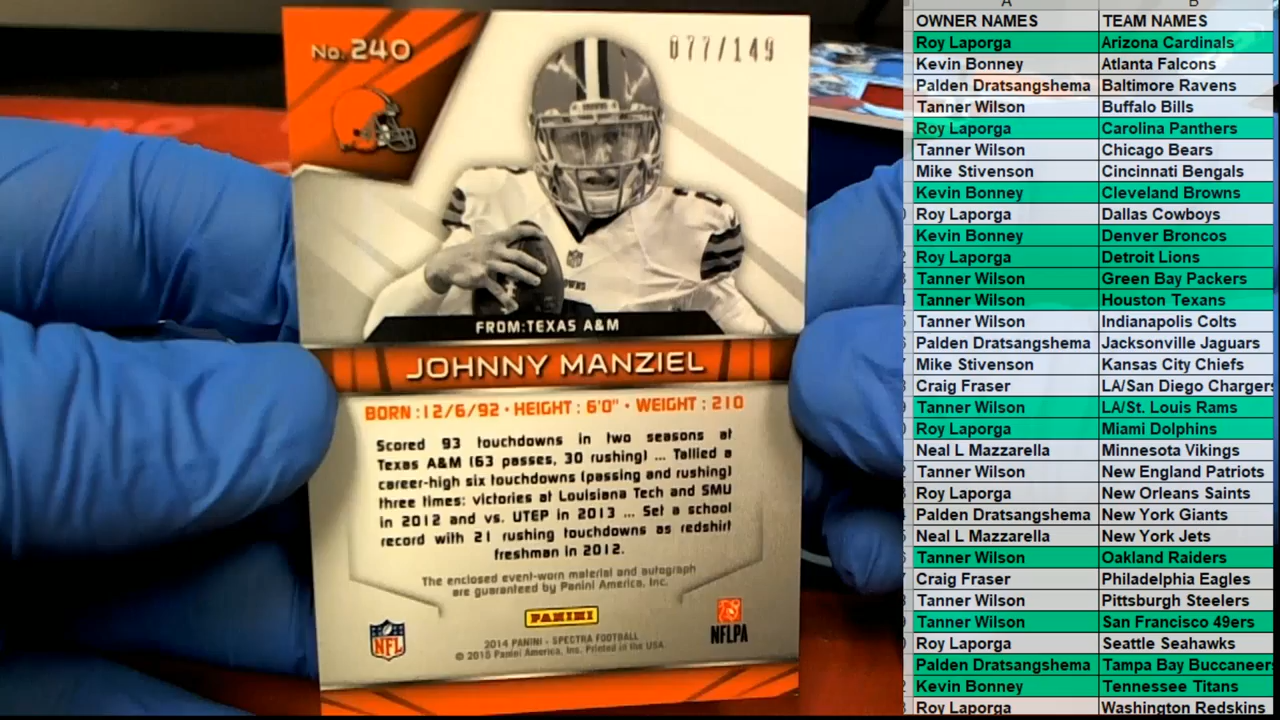 No. 240
077/149
FROM:TEXAS A&M
JOHNNY MANZIEL
BORN :12/6/92 · HEIGHT : 6'0" · WEIGHT : 210
Scored 93 touchdowns in two seasons at
Texas A&M (63 passes, 30 rushing) ... Tallied a
career-high six touchdowns (passing and rushing)
three times: victories at Louisiana Tech and SMU
in 2012 and vs. UTEP in 2013 ... Set a school
record with 21 rushing touchdowns as redshirt
freshman in 2012.
The enclosed event-worn material and autograph
are guaranteed by Panini America, Inc.
PANINI
NFL
NFLPA
2014 PANINI - SPECTRA FOOTBALL
© 2015 Panini America, Inc. Printed in the USA.
A B
OWNER NAMES TEAM NAMES
Roy Laporga Arizona Cardinals
Kevin Bonney Atlanta Falcons
Palden Dratsangshema Baltimore Ravens
Tanner Wilson Buffalo Bills
Roy Laporga Carolina Panthers
Tanner Wilson Chicago Bears
Mike Stivenson Cincinnati Bengals
Kevin Bonney Cleveland Browns
Roy Laporga Dallas Cowboys
Kevin Bonney Denver Broncos
Roy Laporga Detroit Lions
Tanner Wilson Green Bay Packers
Tanner Wilson Houston Texans
Tanner Wilson Indianapolis Colts
Palden Dratsangshema Jacksonville Jaguars
Mike Stivenson Kansas City Chiefs
Craig Fraser LA/San Diego Chargers
Tanner Wilson LA/St. Louis Rams
Roy Laporga Miami Dolphins
Neal L Mazzarella Minnesota Vikings
Tanner Wilson New England Patriots
Roy Laporga New Orleans Saints
Palden Dratsangshema New York Giants
Neal L Mazzarella New York Jets
Tanner Wilson Oakland Raiders
Craig Fraser Philadelphia Eagles
Tanner Wilson Pittsburgh Steelers
Tanner Wilson San Francisco 49ers
Roy Laporga Seattle Seahawks
Palden Dratsangshema Tampa Bay Buccaneers
Kevin Bonney Tennessee Titans
Roy Laporga Washington Redskins